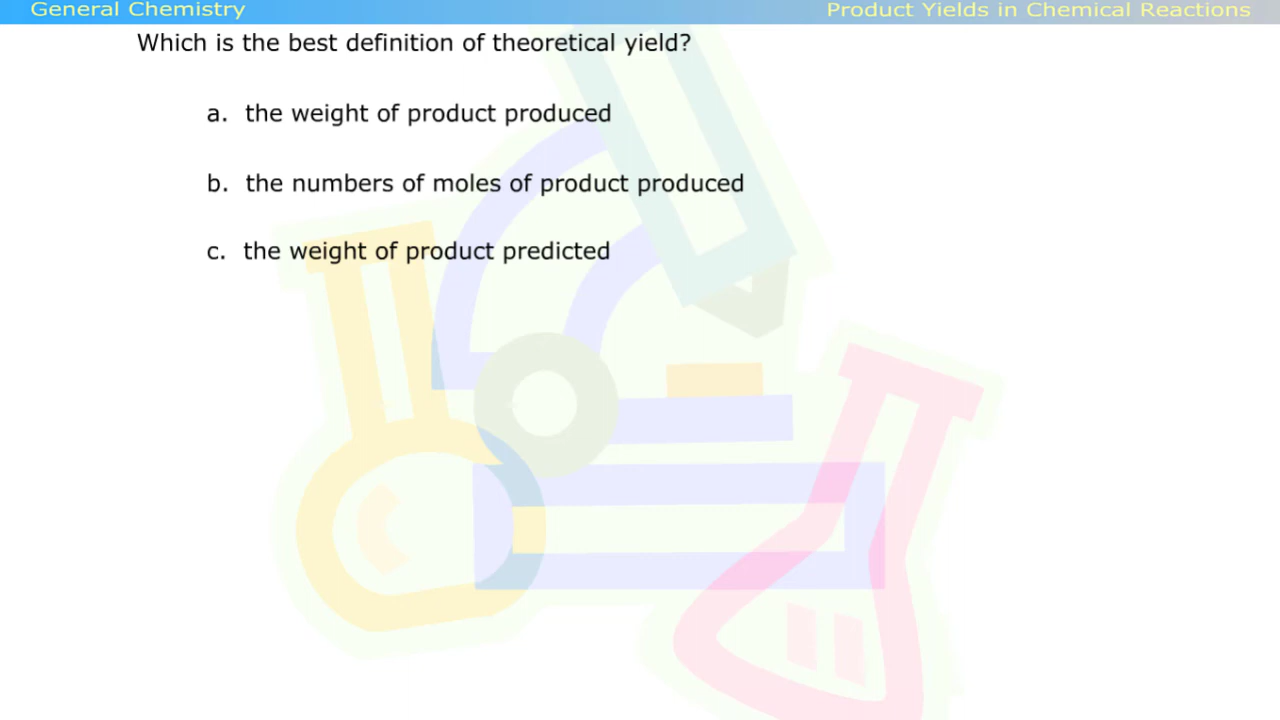 General Chemistry
Product Yields in Chemical Reactions
Which is the best definition of theoretical yield?
a. the weight of product produced
b. the numbers of moles of product produced
c. the weight of product predicted